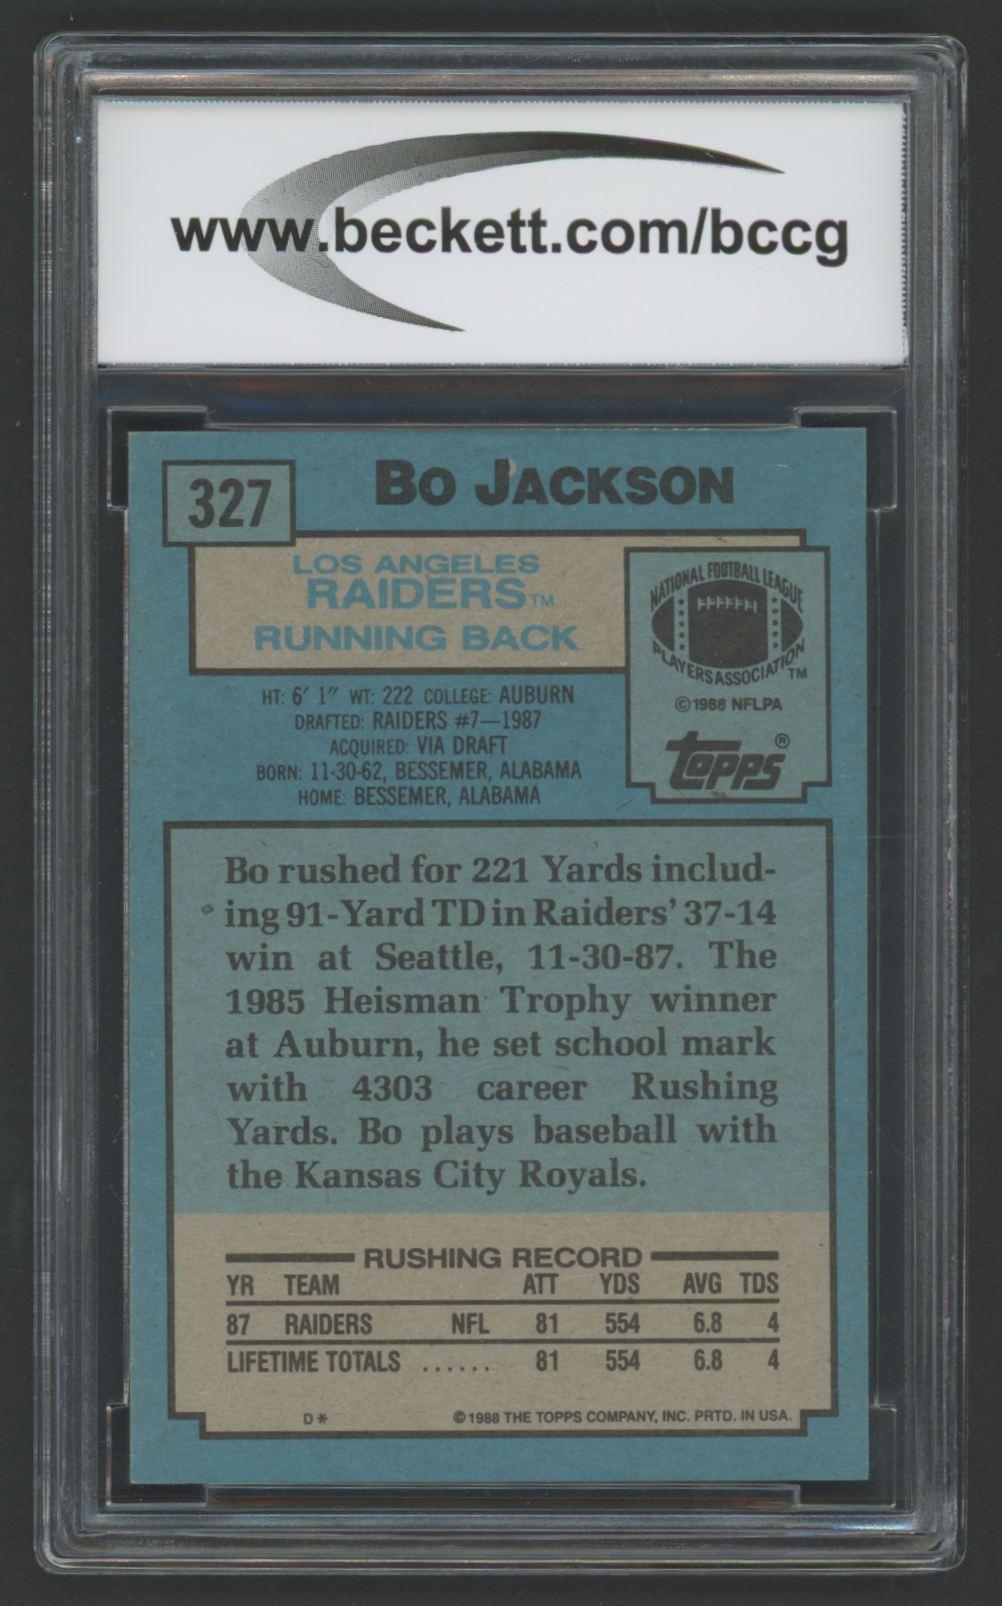 www.beckett.com/bccg
327
BO JACKSON
LOS ANGELES
RAIDERS™
RUNNING BACK
NATIONAL FOOTBALL LEAGUE
PLAYERS ASSOCIATION™
©1988 NFLPA
topps®
HT: 6' 1" WT: 222 COLLEGE: AUBURN
DRAFTED: RAIDERS #7—1987
ACQUIRED: VIA DRAFT
BORN: 11-30-62, BESSEMER, ALABAMA
HOME: BESSEMER, ALABAMA
Bo rushed for 221 Yards includ-
ing 91-Yard TD in Raiders' 37-14
win at Seattle, 11-30-87. The
1985 Heisman Trophy winner
at Auburn, he set school mark
with 4303 career Rushing
Yards. Bo plays baseball with
the Kansas City Royals.
RUSHING RECORD
YR TEAM ATT YDS AVG TDS
87 RAIDERS NFL 81 554 6.8 4
LIFETIME TOTALS ...... 81 554 6.8 4
D* ©1988 THE TOPPS COMPANY, INC. PRTD. IN USA.